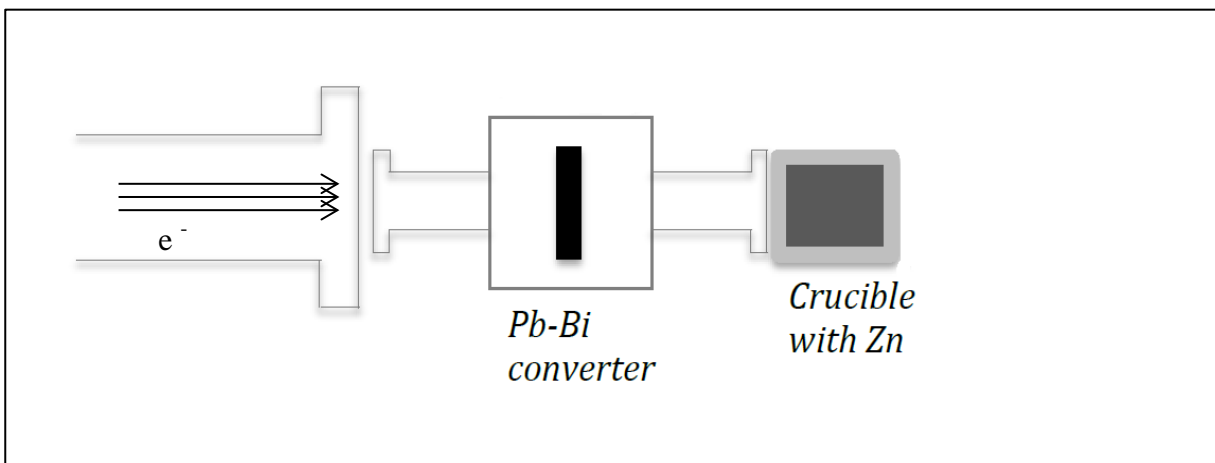 e -
Pb-Bi
converter
Crucible
with Zn